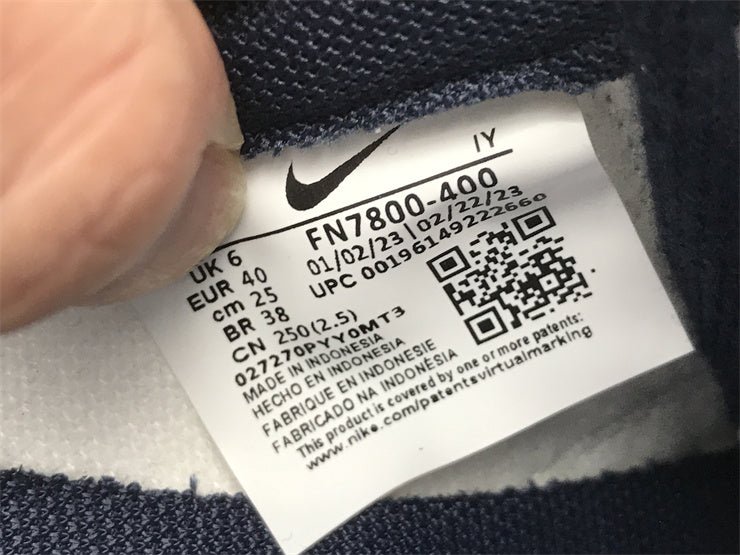 IY
UK 6
EUR 40
cm 25
BR 38
CN 250(2.5)
FN7800-400
01/02/23|02/22/23
UPC 00196149222660
027270PYYOMT3
MADE IN INDONESIA
HECHO EN INDONESIA
FABRIQUE EN INDONESIE
FABRICADO NA INDONÉSIA
This product is covered by one or more patents:
www.nike.com/patentsvirtualmarking